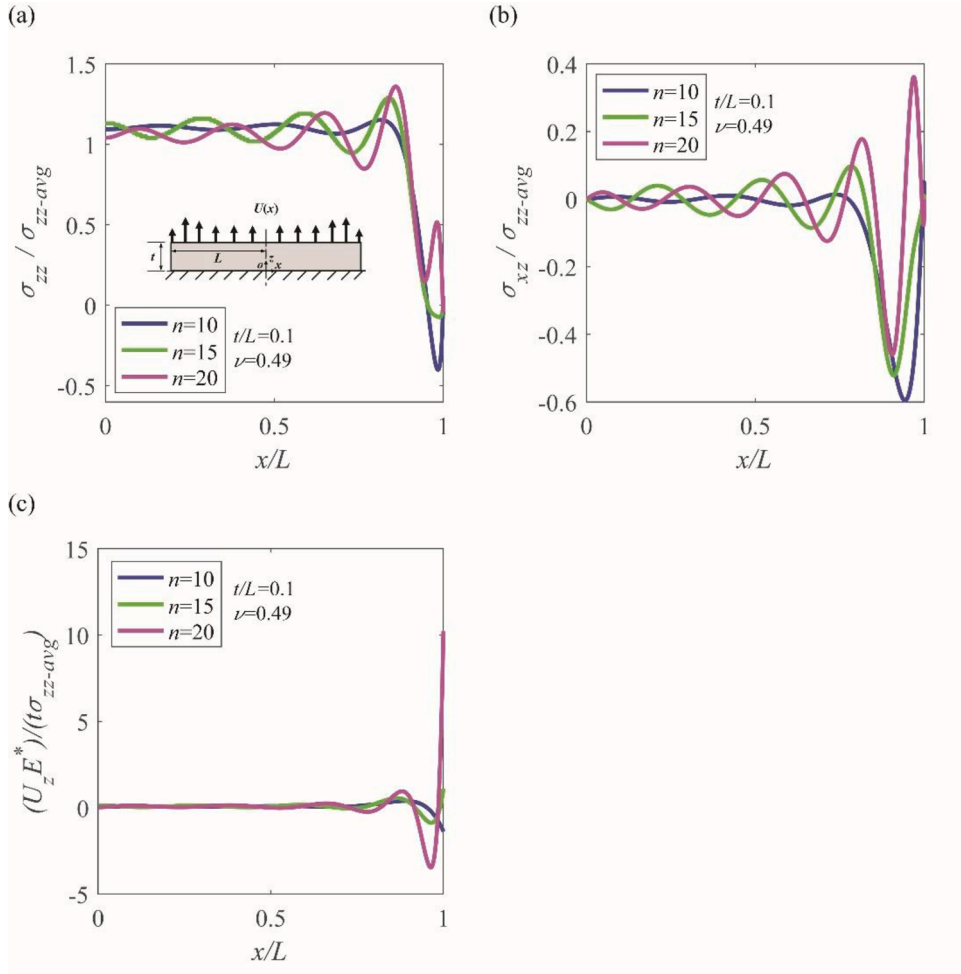 (a)
1.5
1
0.5
0
-0.5
σzz / σzz-avg
U(x)
t
L
o
z
x
n=10
n=15
n=20
t/L=0.1
ν=0.49
0
0.5
1
x/L
(b)
0.4
0.2
0
-0.2
-0.4
-0.6
σxz / σzz-avg
n=10
n=15
n=20
t/L=0.1
ν=0.49
0
0.5
1
x/L
(c)
15
10
5
0
-5
(UzE*)/(tσzz-avg)
n=10
n=15
n=20
t/L=0.1
ν=0.49
0
0.5
1
x/L